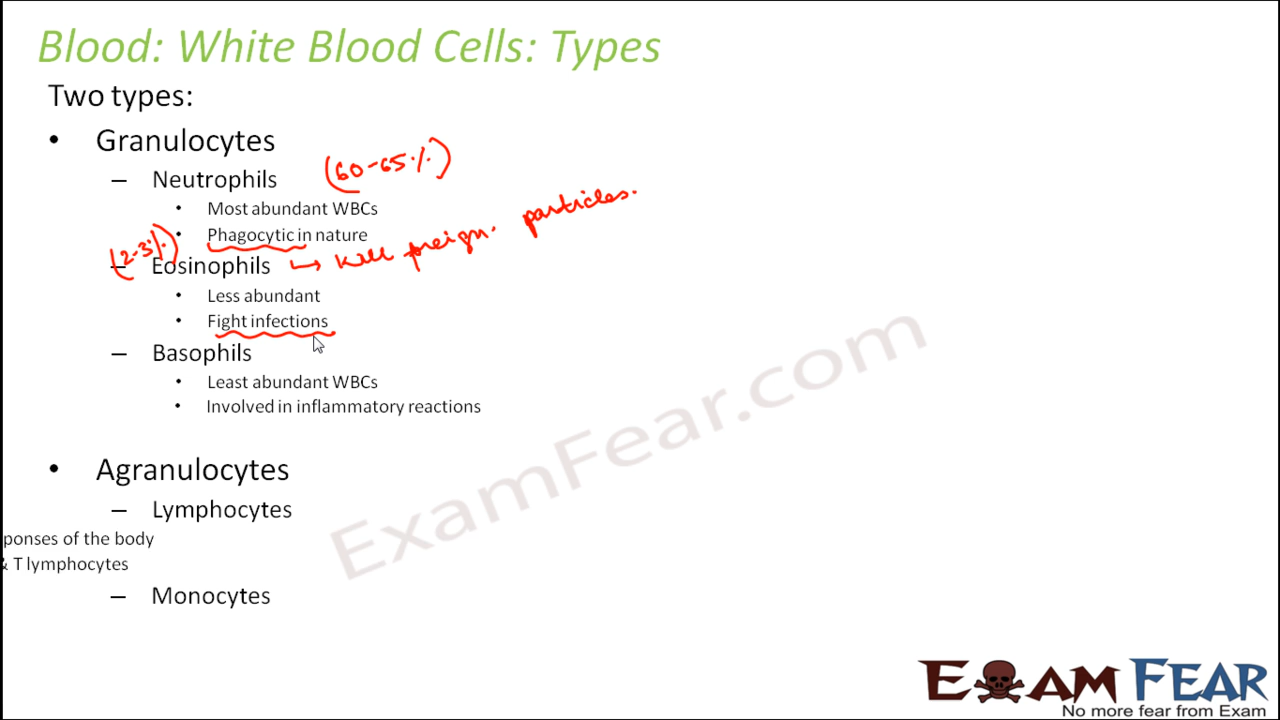 Blood: White Blood Cells: Types
Two types:
• Granulocytes
– Neutrophils (60-65%)
• Most abundant WBCs
• Phagocytic in nature
→ kill foreign particles.
(2-3%)
– Eosinophils
• Less abundant
• Fight infections
– Basophils
• Least abundant WBCs
• Involved in inflammatory reactions
• Agranulocytes
– Lymphocytes
ponses of the body
& T lymphocytes
– Monocytes
ExamFear.com
EXAM FEAR
No more fear from Exam